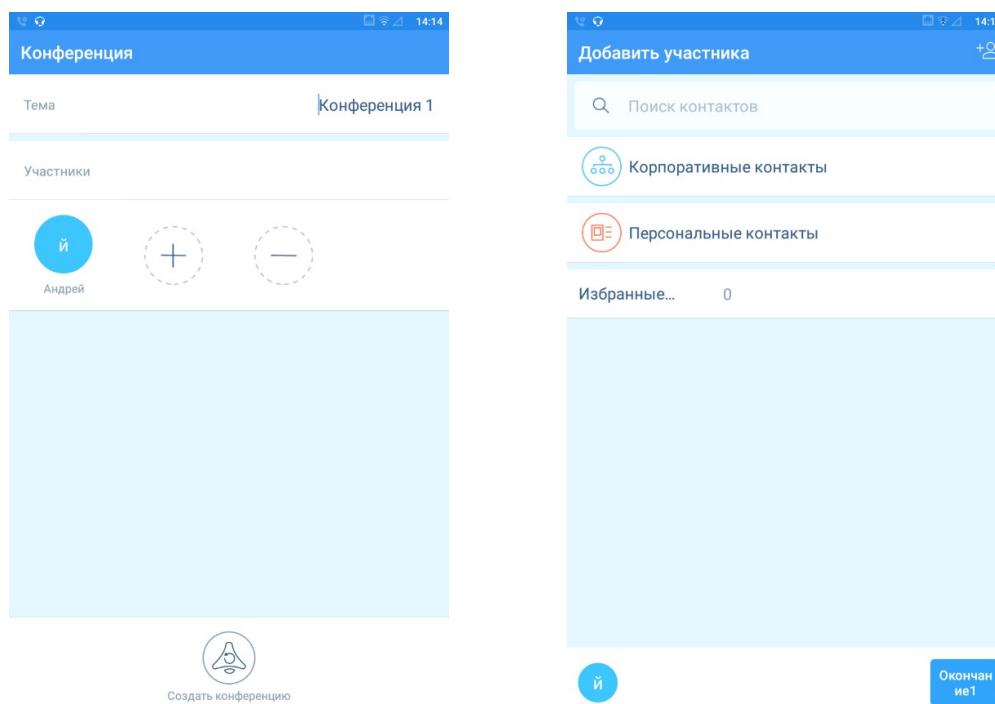 14:14
Конференция
Тема Конференция 1
Участники
й
Андрей
Создать конференцию
14:1
Добавить участника
Поиск контактов
Корпоративные контакты
Персональные контакты
Избранные... 0
й
Окончан
ие1